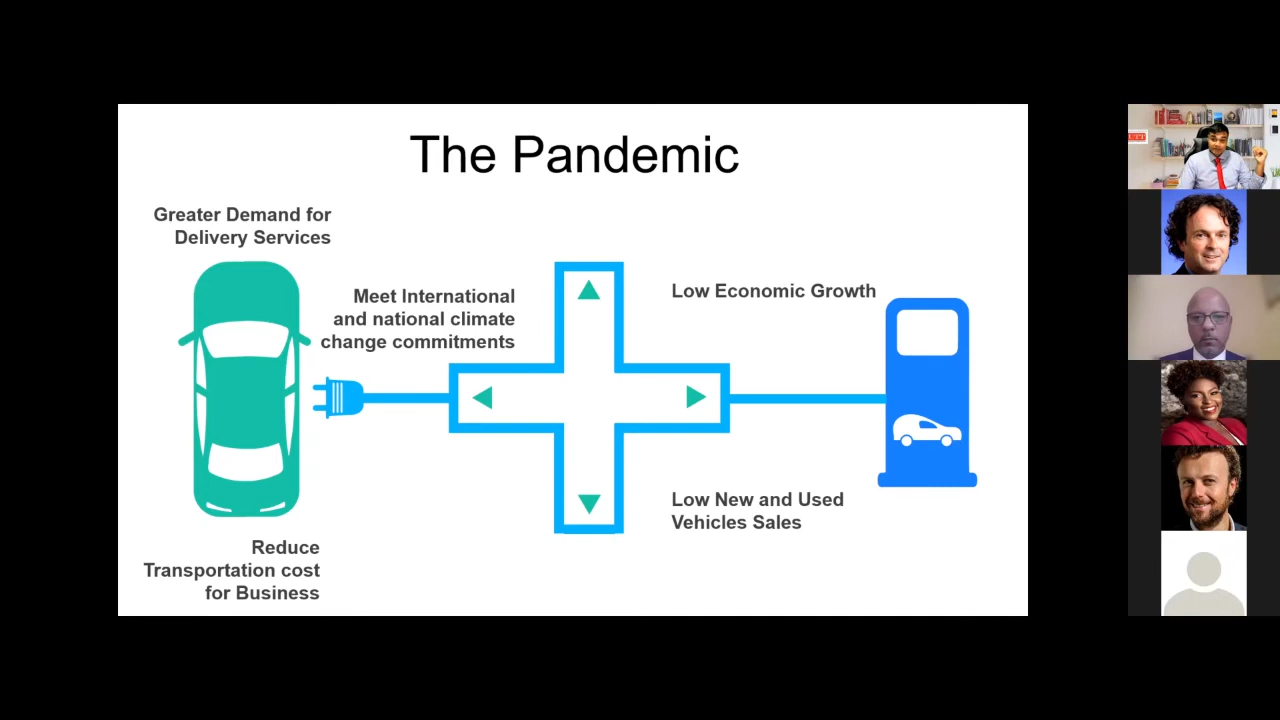 The Pandemic
Greater Demand for
Delivery Services
Meet International
and national climate
change commitments
Low Economic Growth
Low New and Used
Vehicles Sales
Reduce
Transportation cost
for Business